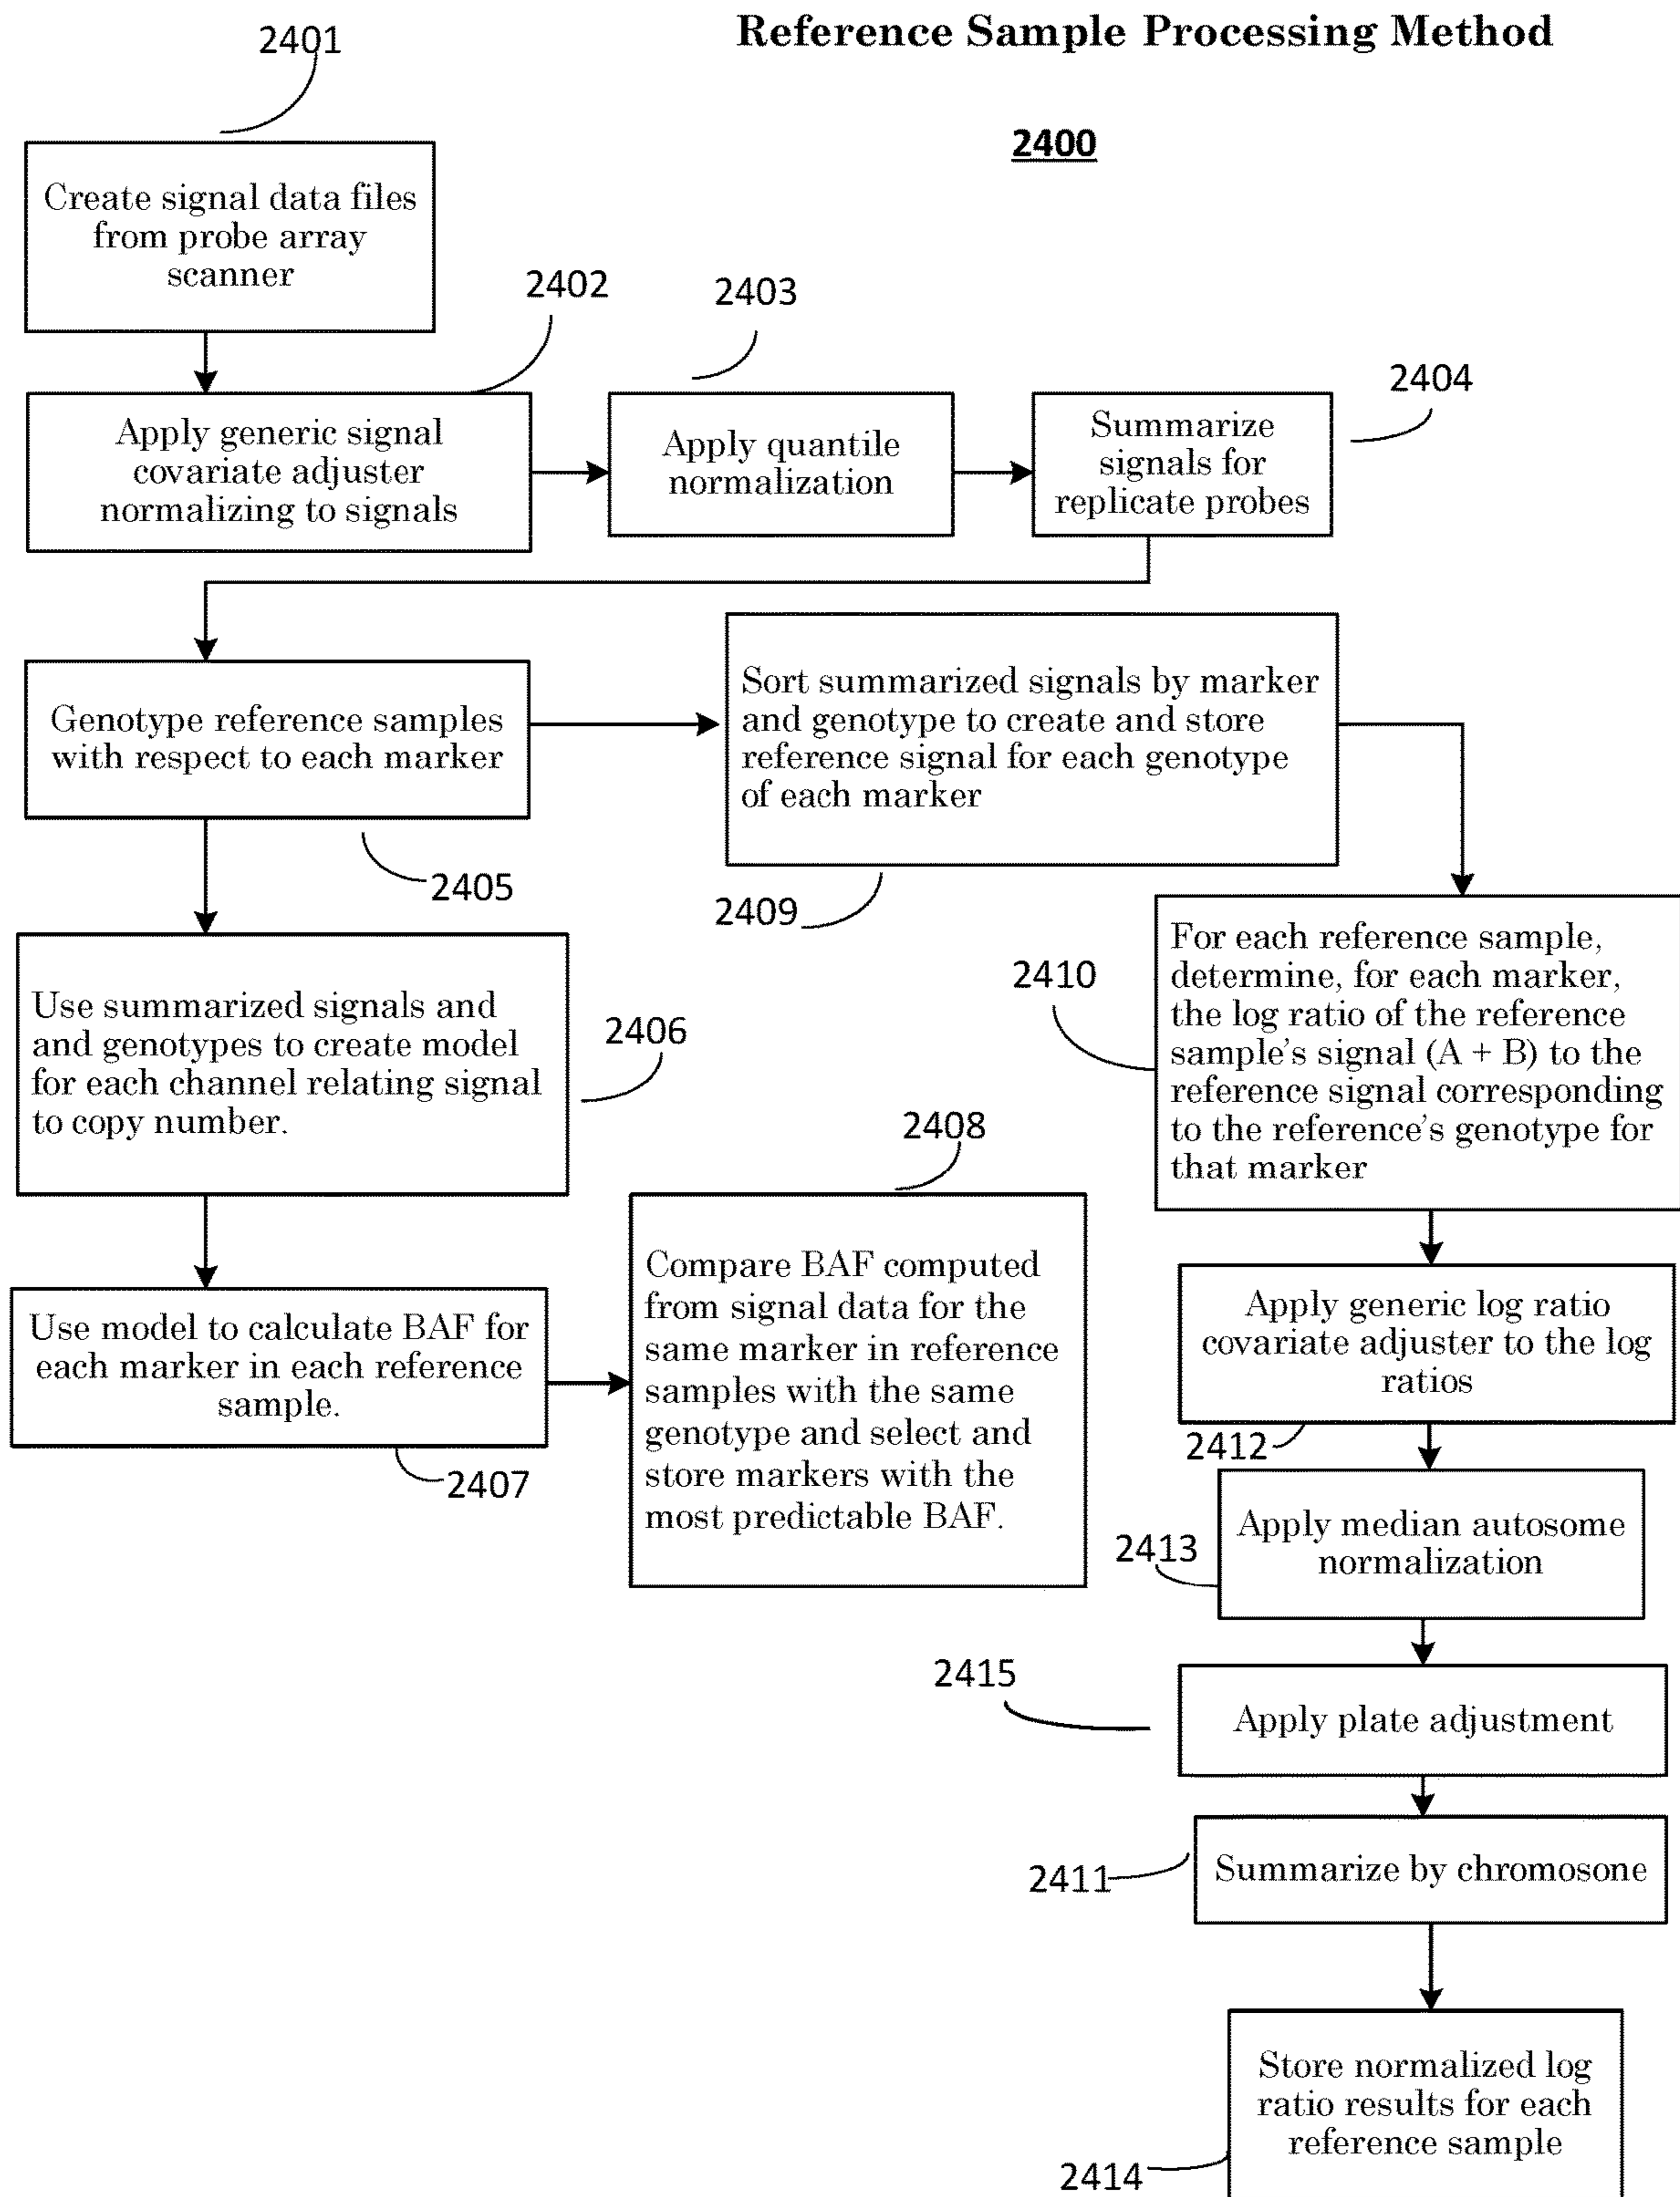 Reference Sample Processing Method
2400
2401
Create signal data files
from probe array
scanner
2402
Apply generic signal
covariate adjuster
normalizing to signals
2403
Apply quantile
normalization
2404
Summarize
signals for
replicate probes
Genotype reference samples
with respect to each marker
2405
Sort summarized signals by marker
and genotype to create and store
reference signal for each genotype
of each marker
2409
Use summarized signals and
and genotypes to create model
for each channel relating signal
to copy number.
2406
Use model to calculate BAF for
each marker in each reference
sample.
2407
2408
Compare BAF computed
from signal data for the
same marker in reference
samples with the same
genotype and select and
store markers with the
most predictable BAF.
2410
For each reference sample,
determine, for each marker,
the log ratio of the reference
sample's signal (A + B) to the
reference signal corresponding
to the reference's genotype for
that marker
Apply generic log ratio
covariate adjuster to the log
ratios
2412
Apply median autosome
normalization
2413
2415
Apply plate adjustment
2411
Summarize by chromosone
Store normalized log
ratio results for each
reference sample
2414